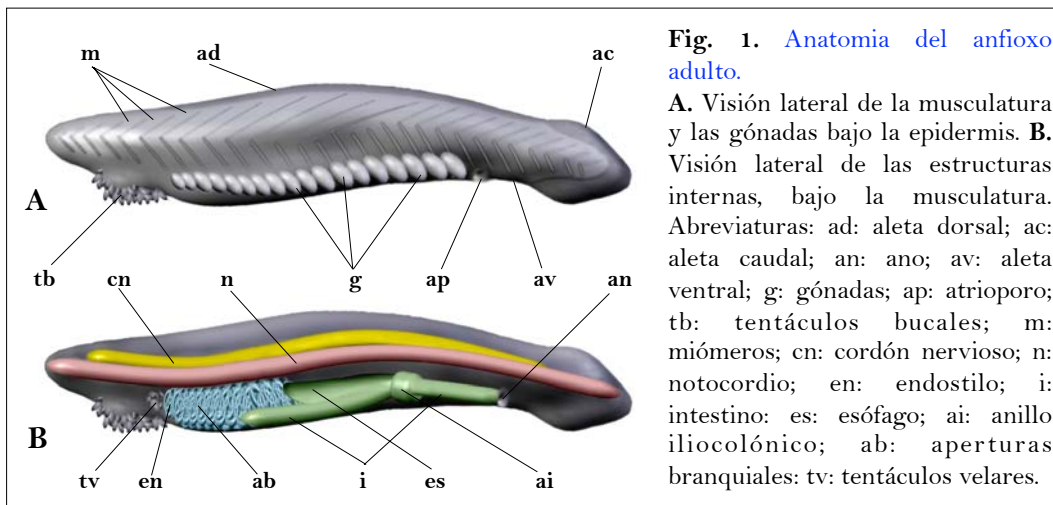 m
ad
ac
A
tb
g
ap
av
cn
n
an
B
tv
en
ab
i
es
ai
Fig. 1. Anatomia del anfioxo
adulto.
A. Visión lateral de la musculatura
y las gónadas bajo la epidermis. B.
Visión lateral de las estructuras
internas, bajo la musculatura.
Abreviaturas: ad: aleta dorsal; ac:
aleta caudal; an: ano; av: aleta
ventral; g: gónadas; ap: atrioporo;
tb: tentáculos bucales; m:
miómeros; cn: cordón nervioso; n:
notocordio; en: endostilo; i:
intestino: es: esófago; ai: anillo
iliocolónico; ab: aperturas
branquiales: tv: tentáculos velares.